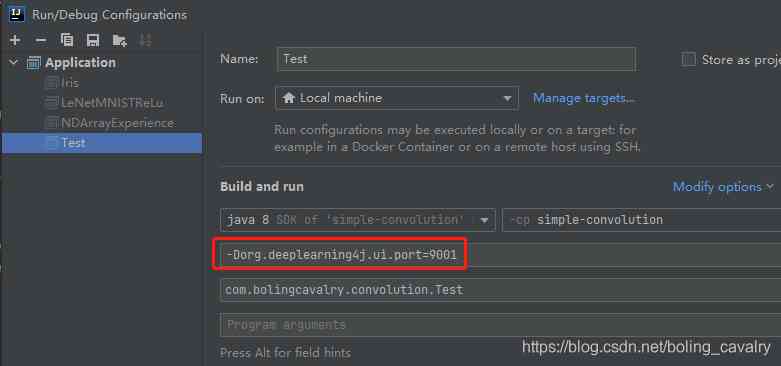 IJ Run/Debug Configurations
Application
Iris
LeNetMNISTReLu
NDArrayExperience
Test
Name: Test Store as proje
Run on: Local machine Manage targets...
Run configurations may be executed locally or on a target: for
example in a Docker Container or on a remote host using SSH.
Build and run Modify options
java 8 SDK of 'simple-convolution' -cp simple-convolution
-Dorg.deeplearning4j.ui.port=9001
com.bolingcavalry.convolution.Test
Program arguments
Press Alt for field hints
https://blog.csdn.net/boling_cavalry